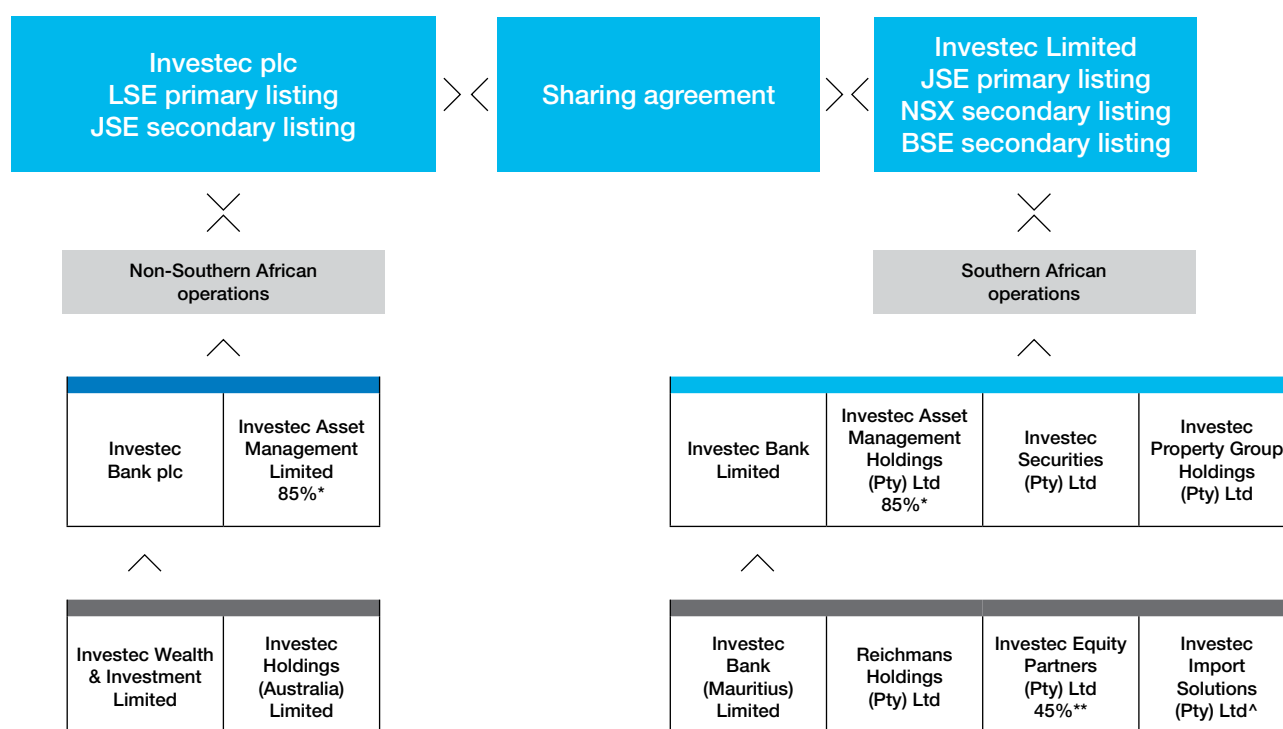 Investec plc
LSE primary listing
JSE secondary listing
Sharing agreement
Investec Limited
JSE primary listing
NSX secondary listing
BSE secondary listing
Non-Southern African
operations
Southern African
operations
Investec
Bank plc
Investec Asset
Management
Limited
85%*
Investec Bank
Limited
Investec Asset
Management
Holdings
(Pty) Ltd
85%*
Investec
Securities
(Pty) Ltd
Investec
Property Group
Holdings
(Pty) Ltd
Investec Wealth
& Investment
Limited
Investec
Holdings
(Australia)
Limited
Investec
Bank
(Mauritius)
Limited
Reichmans
Holdings
(Pty) Ltd
Investec Equity
Partners
(Pty) Ltd
45%**
Investec
Import
Solutions
(Pty) Ltd^